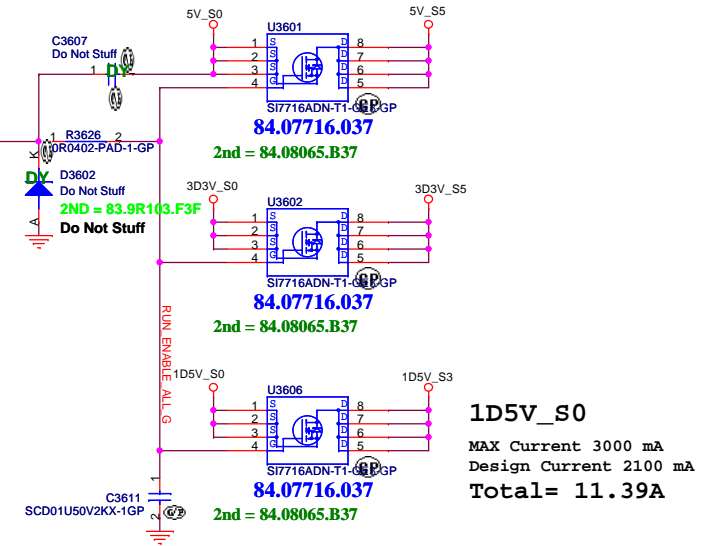 5V_S0
5V_S5
U3601
C3607
Do Not Stuff
DY
1
1 S D 8
2 S D 7
3 S D 6
4 G D 5
SI7716ADN-T1-GE3-GP
GP
84.07716.037
2nd = 84.08065.B37
1 R3626 2
0R0402-PAD-1-GP
K
DY
D3602
Do Not Stuff
2ND = 83.9R103.F3F
Do Not Stuff
A
3D3V_S0
3D3V_S5
U3602
1 S D 8
2 S D 7
3 S D 6
4 G D 5
SI7716ADN-T1-GE3-GP
GP
84.07716.037
2nd = 84.08065.B37
RUN_ENABLE_ALL_G
1D5V_S0
1D5V_S3
U3606
1 S D 8
2 S D 7
3 S D 6
4 G D 5
SI7716ADN-T1-GE3-GP
GP
84.07716.037
2nd = 84.08065.B37
1
C3611
SCD01U50V2KX-1GP
2
1D5V_S0
MAX Current 3000 mA
Design Current 2100 mA
Total= 11.39A